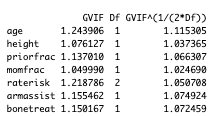 GVIF Df GVIF^(1/(2*Df))
age 1.243906 1 1.115305
height 1.076127 1 1.037365
priorfrac 1.137010 1 1.066307
momfrac 1.049990 1 1.024690
raterisk 1.218786 2 1.050708
armassist 1.155462 1 1.074924
bonetreat 1.150167 1 1.072459